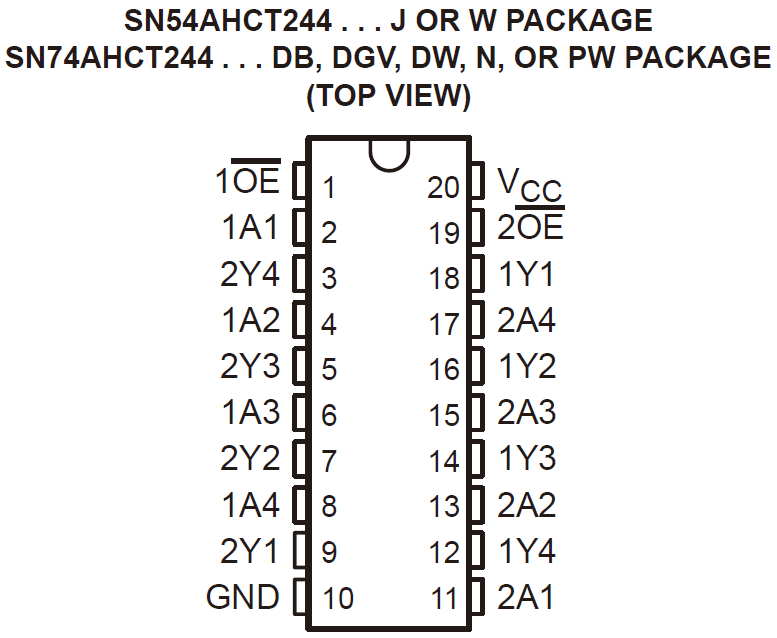 SN54AHCT244 . . . J OR W PACKAGE
SN74AHCT244 . . . DB, DGV, DW, N, OR PW PACKAGE
(TOP VIEW)
1O̅E̅ 1 20 VCC
1A1 2 19 2O̅E̅
2Y4 3 18 1Y1
1A2 4 17 2A4
2Y3 5 16 1Y2
1A3 6 15 2A3
2Y2 7 14 1Y3
1A4 8 13 2A2
2Y1 9 12 1Y4
GND 10 11 2A1